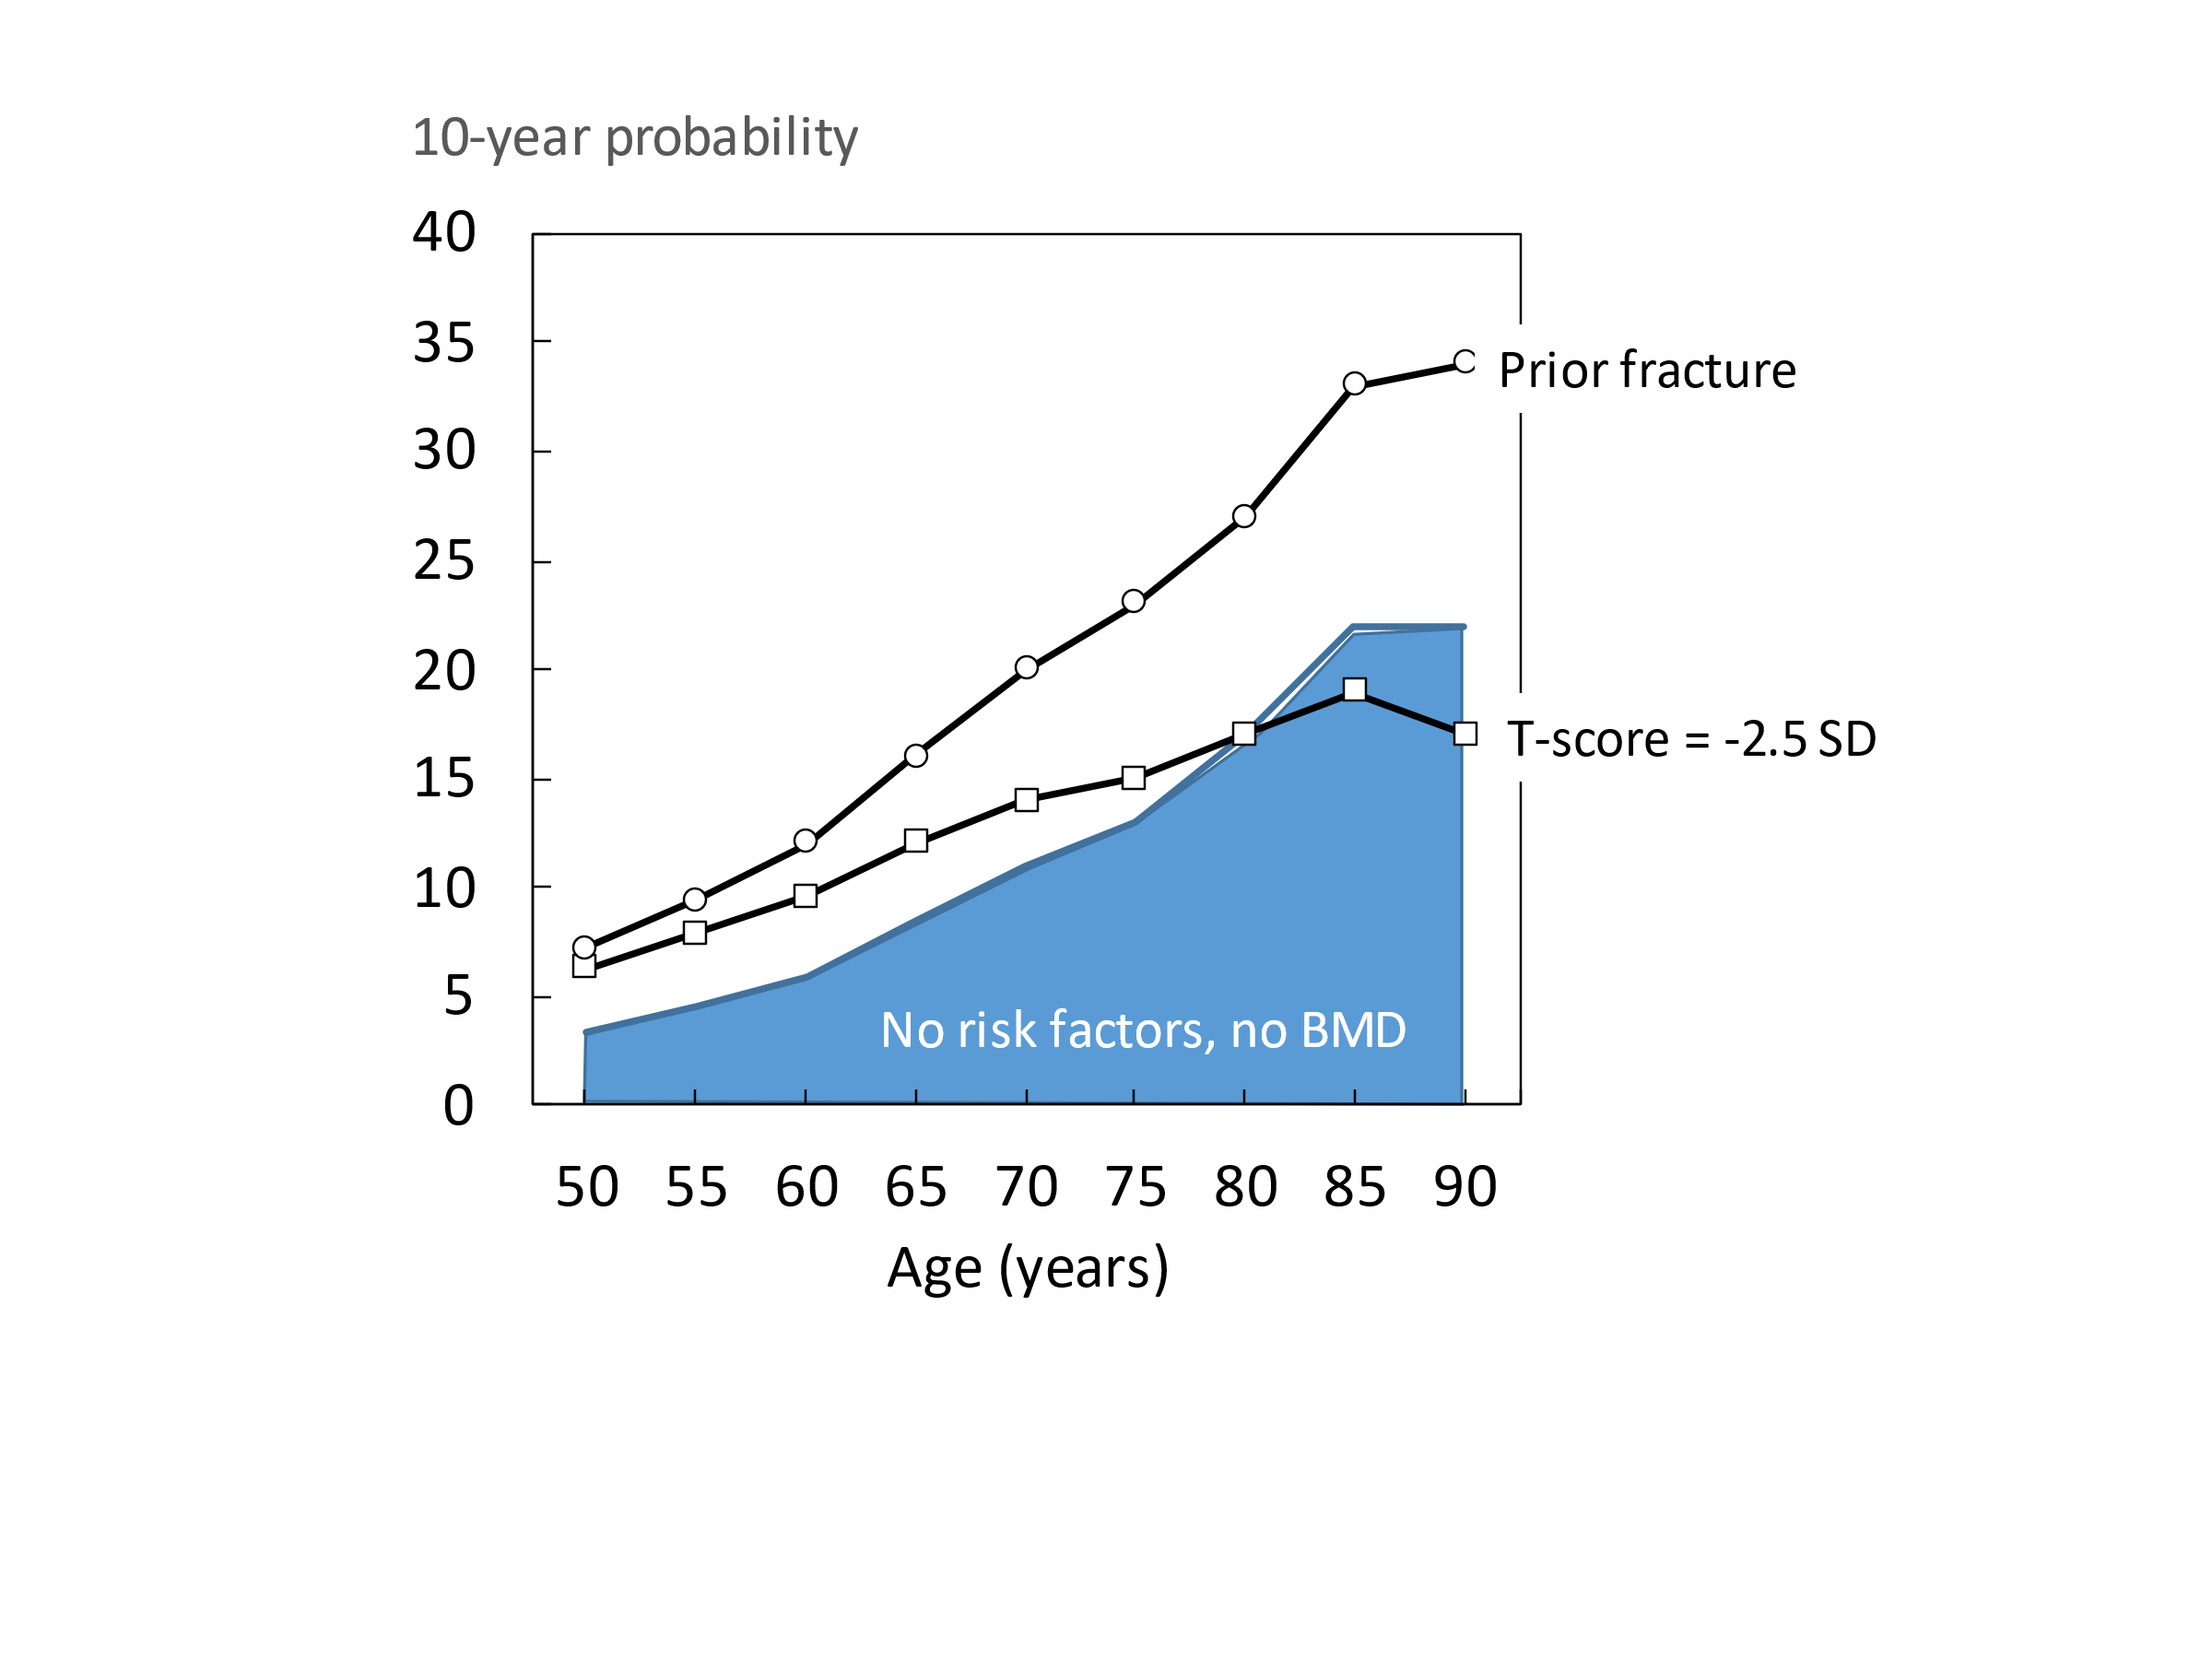 10-year probability
40
35
Prior fracture
30
25
20
T-score = -2.5 SD
15
10
5
No risk factors, no BMD
0
50 55 60 65 70 75 80 85 90
Age (years)